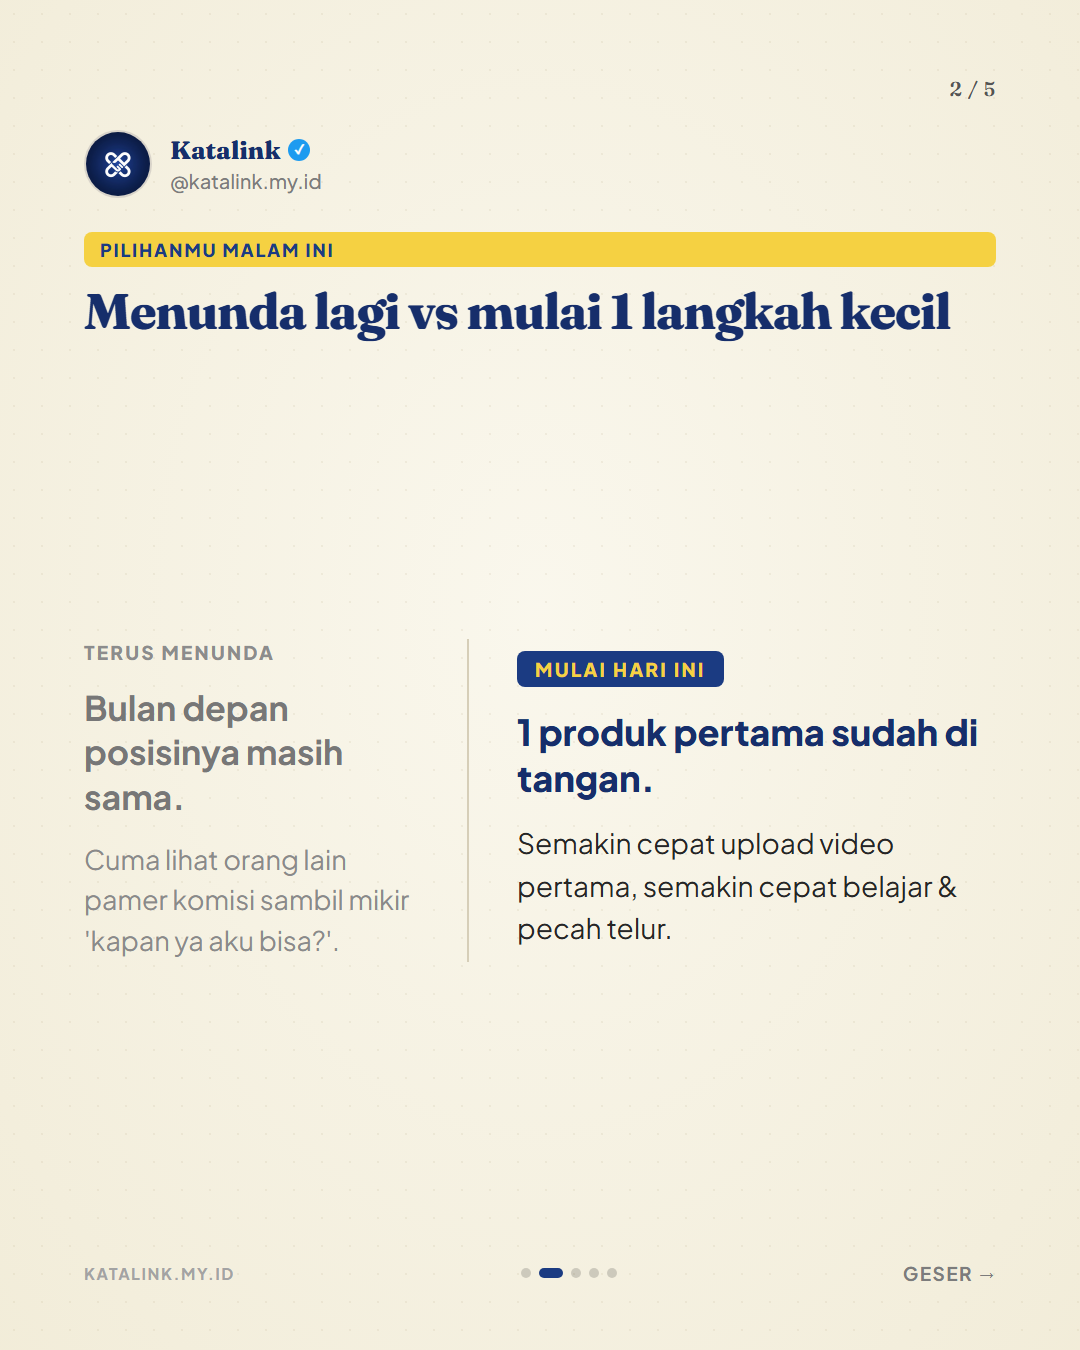 2 / 5
Katalink
@katalink.my.id
PILIHANMU MALAM INI
Menunda lagi vs mulai 1 langkah kecil
TERUS MENUNDA
Bulan depan
posisinya masih
sama.
Cuma lihat orang lain
pamer komisi sambil mikir
'kapan ya aku bisa?'.
MULAI HARI INI
1 produk pertama sudah di
tangan.
Semakin cepat upload video
pertama, semakin cepat belajar &
pecah telur.
KATALINK.MY.ID
GESER →